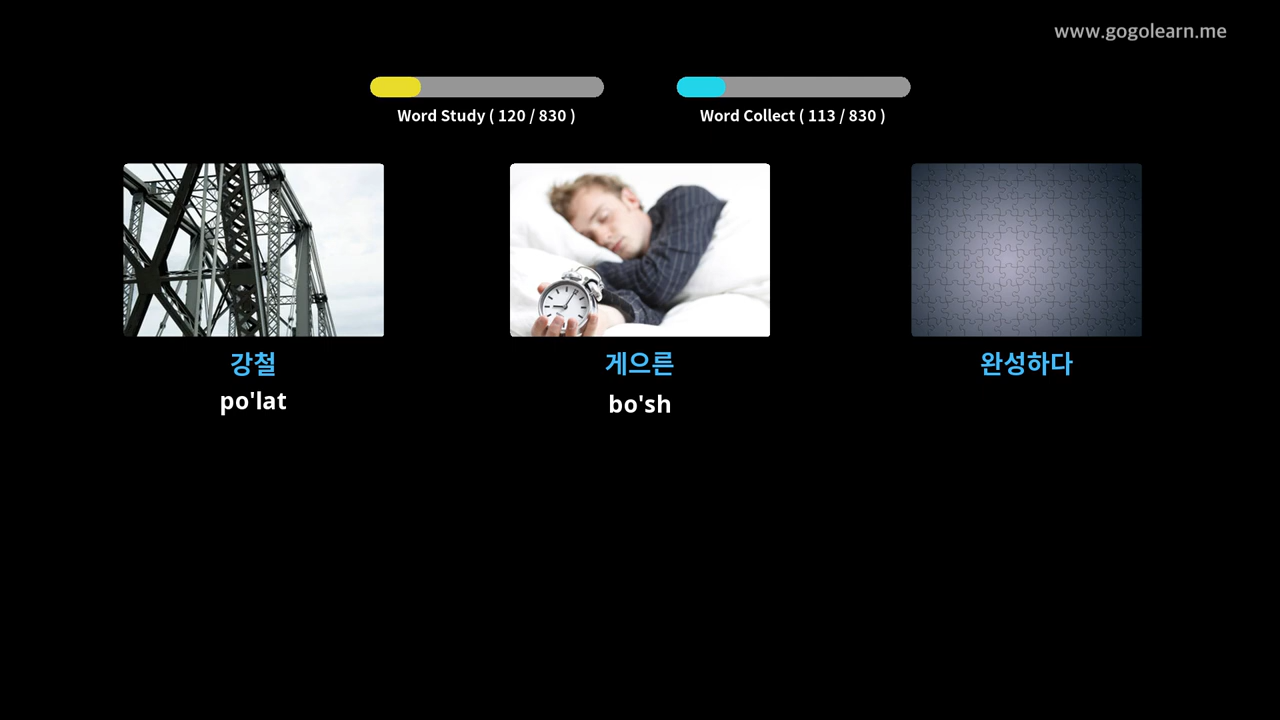 www.gogolearn.me
Word Study ( 120 / 830 )
Word Collect ( 113 / 830 )
강철
게으른
완성하다
po'lat
bo'sh